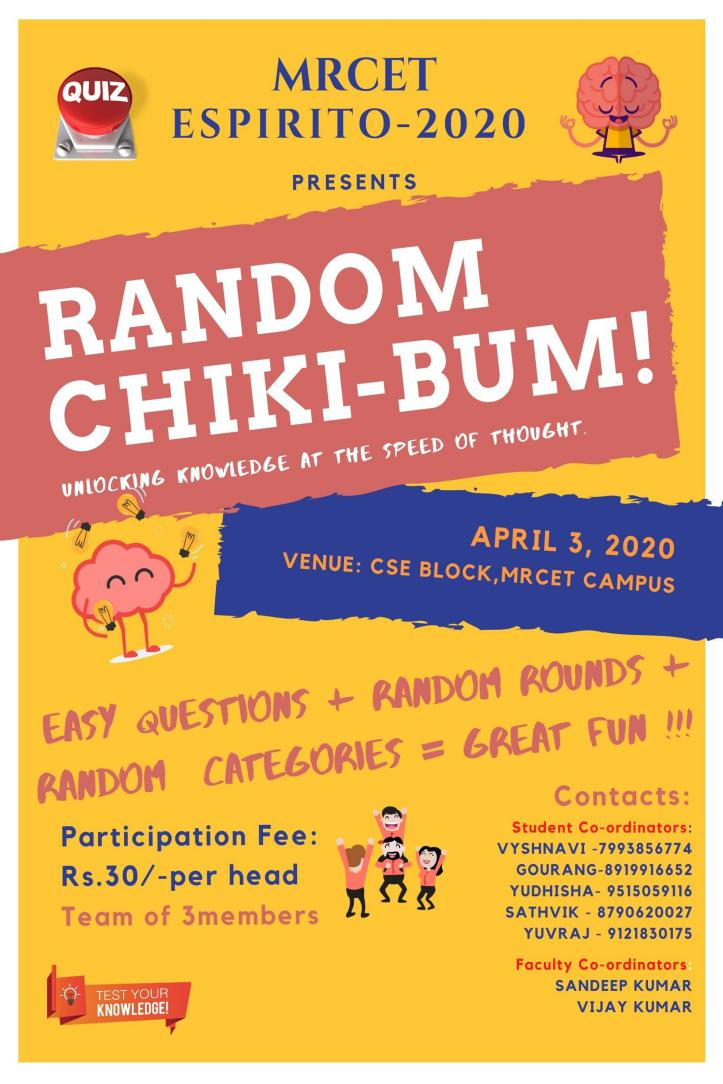 QUIZ
MRCET
ESPIRITO-2020
PRESENTS
RANDOM
CHIKI-BUM!
UNLOCKING KNOWLEDGE AT THE SPEED OF THOUGHT.
APRIL 3, 2020
VENUE: CSE BLOCK,MRCET CAMPUS
EASY QUESTIONS + RANDOM ROUNDS +
RANDOM CATEGORIES = GREAT FUN !!!
Participation Fee:
Rs.30/-per head
Team of 3members
Contacts:
Student Co-ordinators:
VYSHNAVI -7993856774
GOURANG-8919916652
YUDHISHA- 9515059116
SATHVIK - 8790620027
YUVRAJ - 9121830175
Faculty Co-ordinators:
SANDEEP KUMAR
VIJAY KUMAR
TEST YOUR
KNOWLEDGE!